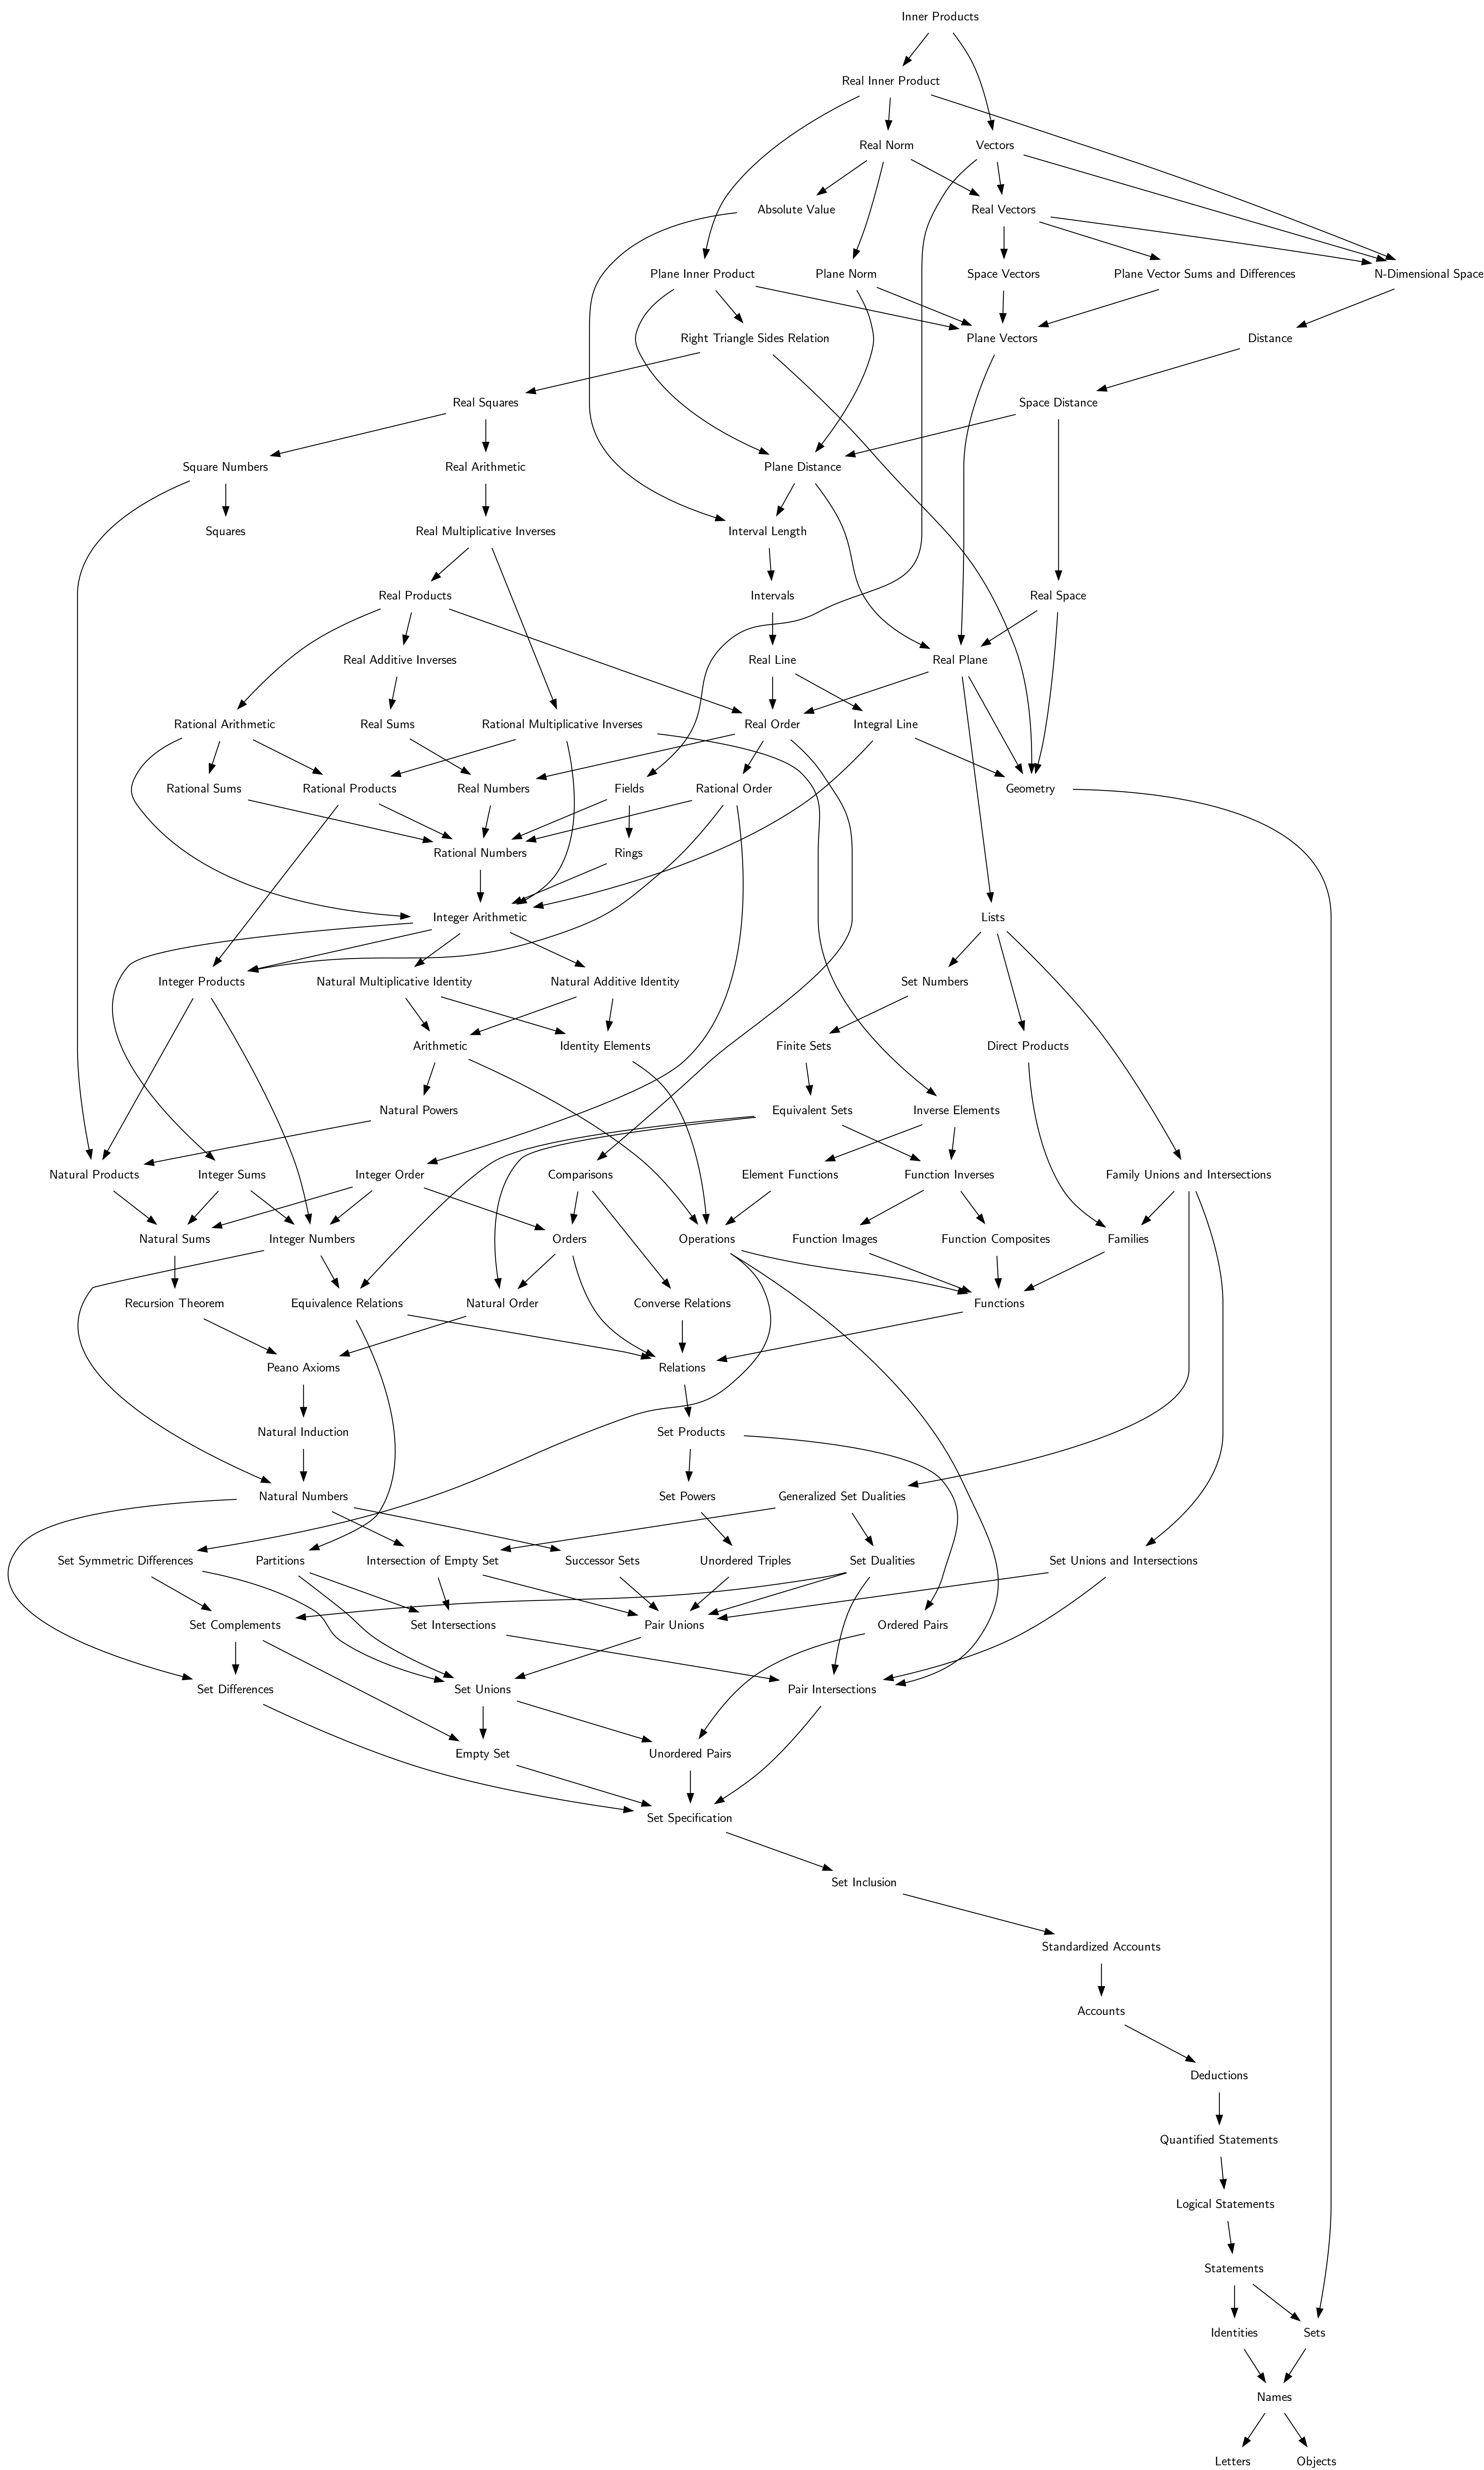 Inner Products
Real Inner Product
Real Norm
Vectors
Absolute Value
Real Vectors
Plane Inner Product
Plane Norm
Space Vectors
Plane Vector Sums and Differences
N-Dimensional Space
Right Triangle Sides Relation
Plane Vectors
Distance
Real Squares
Space Distance
Square Numbers
Real Arithmetic
Plane Distance
Squares
Real Multiplicative Inverses
Interval Length
Real Products
Intervals
Real Space
Real Additive Inverses
Real Line
Real Plane
Rational Arithmetic
Real Sums
Rational Multiplicative Inverses
Real Order
Integral Line
Rational Sums
Rational Products
Real Numbers
Fields
Rational Order
Geometry
Rational Numbers
Rings
Integer Arithmetic
Lists
Integer Products
Natural Multiplicative Identity
Natural Additive Identity
Set Numbers
Arithmetic
Identity Elements
Finite Sets
Direct Products
Natural Powers
Equivalent Sets
Inverse Elements
Natural Products
Integer Sums
Integer Order
Comparisons
Element Functions
Function Inverses
Family Unions and Intersections
Natural Sums
Integer Numbers
Orders
Operations
Function Images
Function Composites
Families
Recursion Theorem
Equivalence Relations
Natural Order
Converse Relations
Functions
Peano Axioms
Relations
Natural Induction
Set Products
Natural Numbers
Set Powers
Generalized Set Dualities
Set Symmetric Differences
Partitions
Intersection of Empty Set
Successor Sets
Unordered Triples
Set Dualities
Set Unions and Intersections
Set Complements
Set Intersections
Pair Unions
Ordered Pairs
Set Differences
Set Unions
Pair Intersections
Empty Set
Unordered Pairs
Set Specification
Set Inclusion
Standardized Accounts
Accounts
Deductions
Quantified Statements
Logical Statements
Statements
Identities
Sets
Names
Letters
Objects